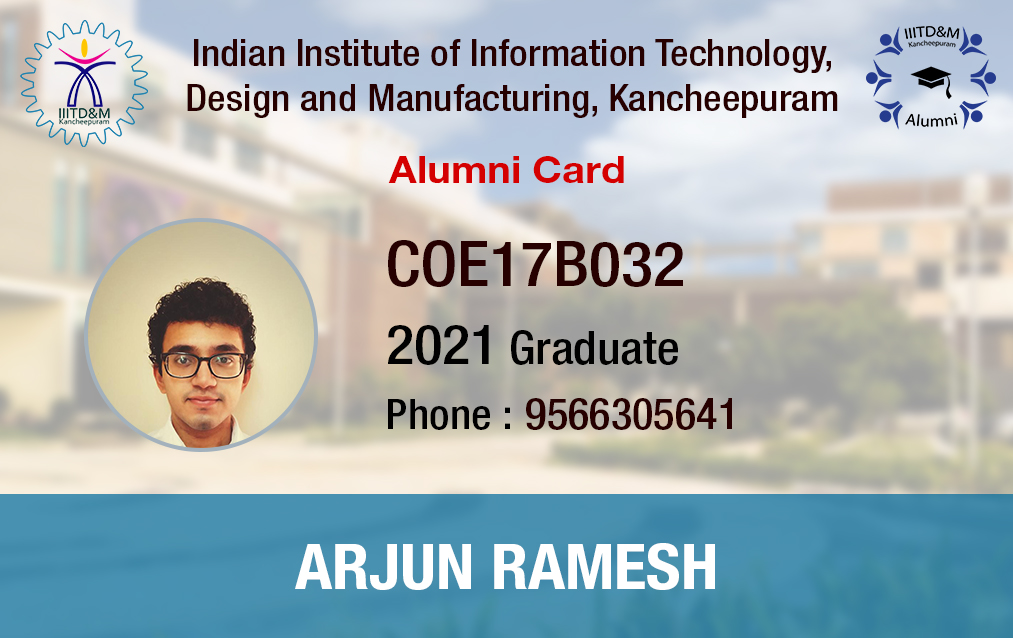 IIITD&M
Kancheepuram
Indian Institute of Information Technology,
Design and Manufacturing, Kancheepuram
IIITD&M
Kancheepuram
Alumni
Alumni Card
COE17B032
2021 Graduate
Phone : 9566305641
ARJUN RAMESH